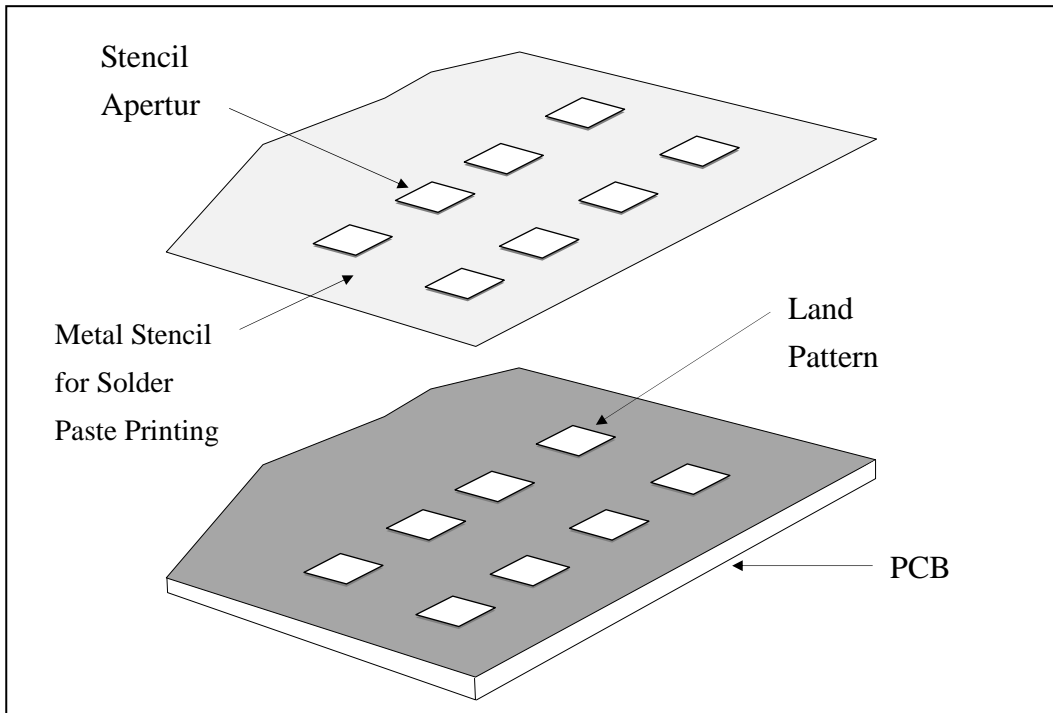 Stencil
Apertur
Metal Stencil
for Solder
Paste Printing
Land
Pattern
PCB